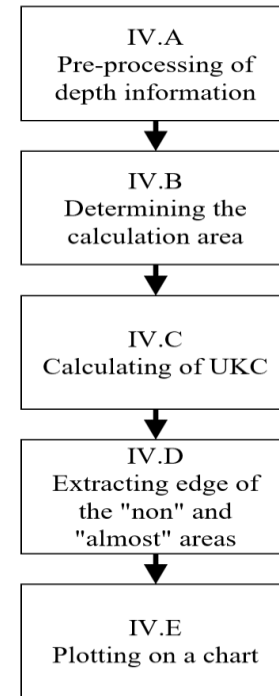 IV.A
Pre-processing of
depth information
IV.B
Determining the
calculation area
IV.C
Calculating of UKC
IV.D
Extracting edge of
the "non" and
"almost" areas
IV.E
Plotting on a chart